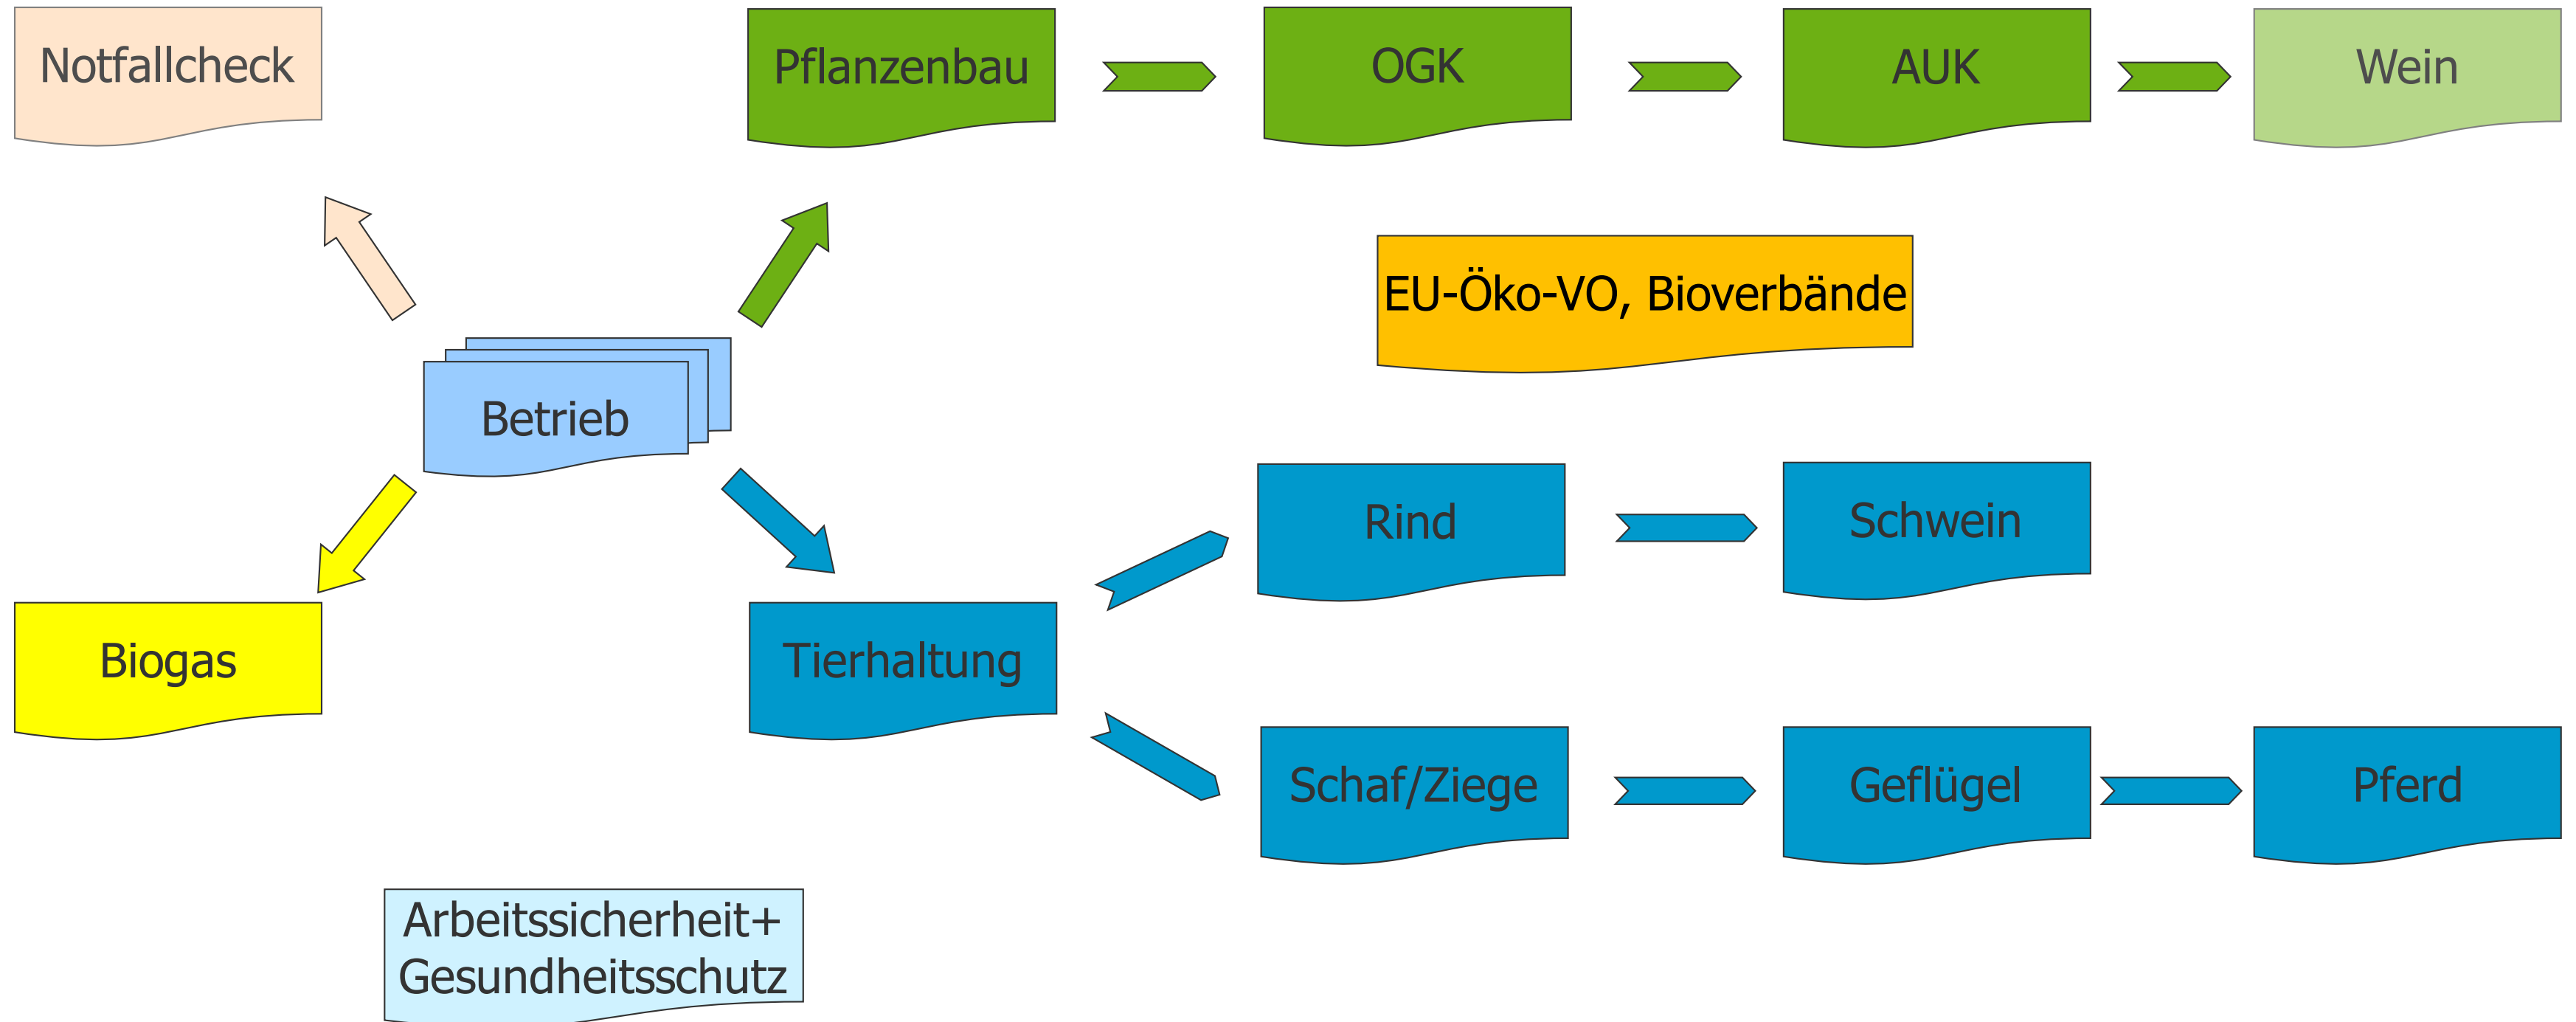 Notfallcheck
Pflanzenbau
OGK
AUK
Wein
EU-Öko-VO, Bioverbände
Betrieb
Rind
Schwein
Biogas
Tierhaltung
Schaf/Ziege
Geflügel
Pferd
Arbeitssicherheit+
Gesundheitsschutz